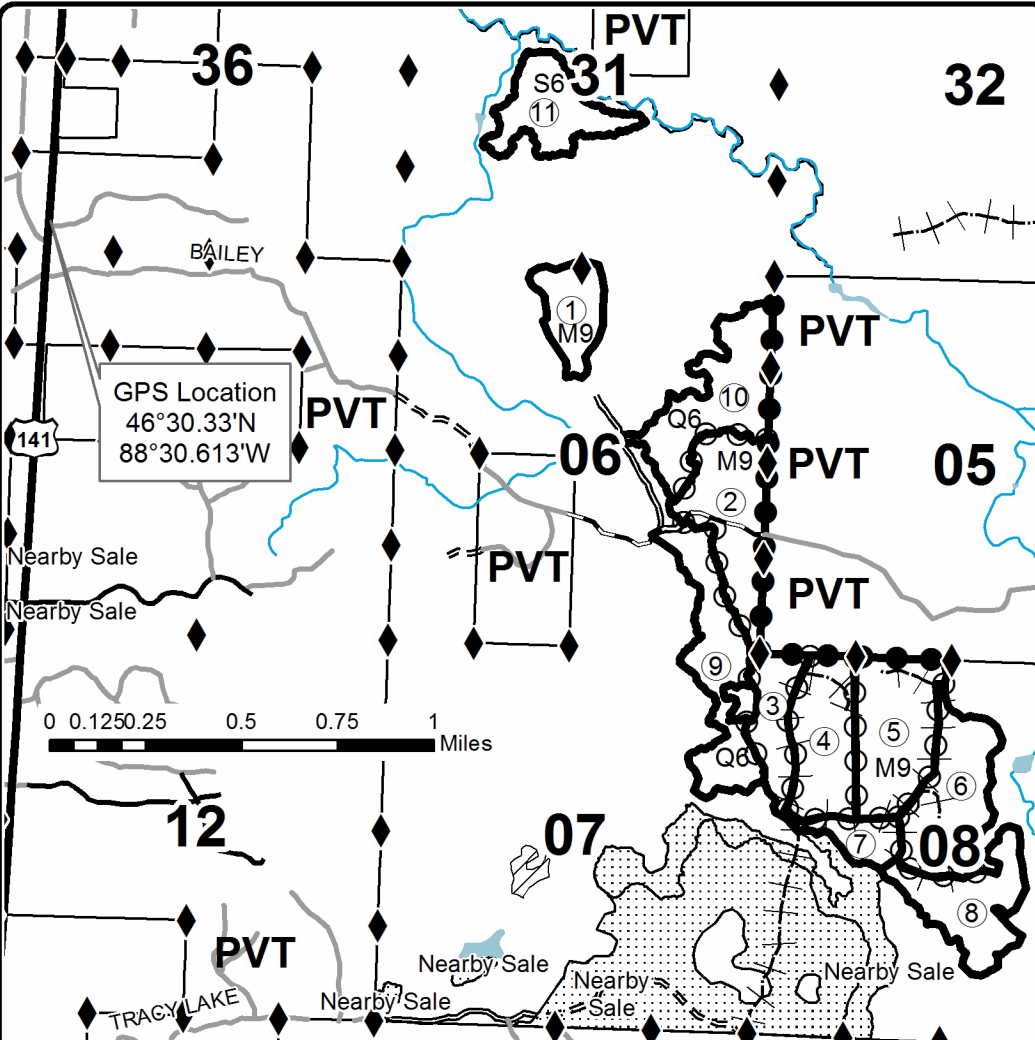 PVT
36
31
32
S6
11
BAILEY
1
M9
PVT
GPS Location
46°30.33'N
88°30.613'W
PVT
10
Q6
141
06
M9
PVT
05
2
Nearby Sale
PVT
PVT
Nearby Sale
9
3
0 0.125 0.25 0.5 0.75 1
Miles
4
5
Q6
M9
6
12
07
7
08
8
PVT
Nearby Sale
Nearby Sale
Nearby
Sale
Nearby Sale
TRACY LAKE